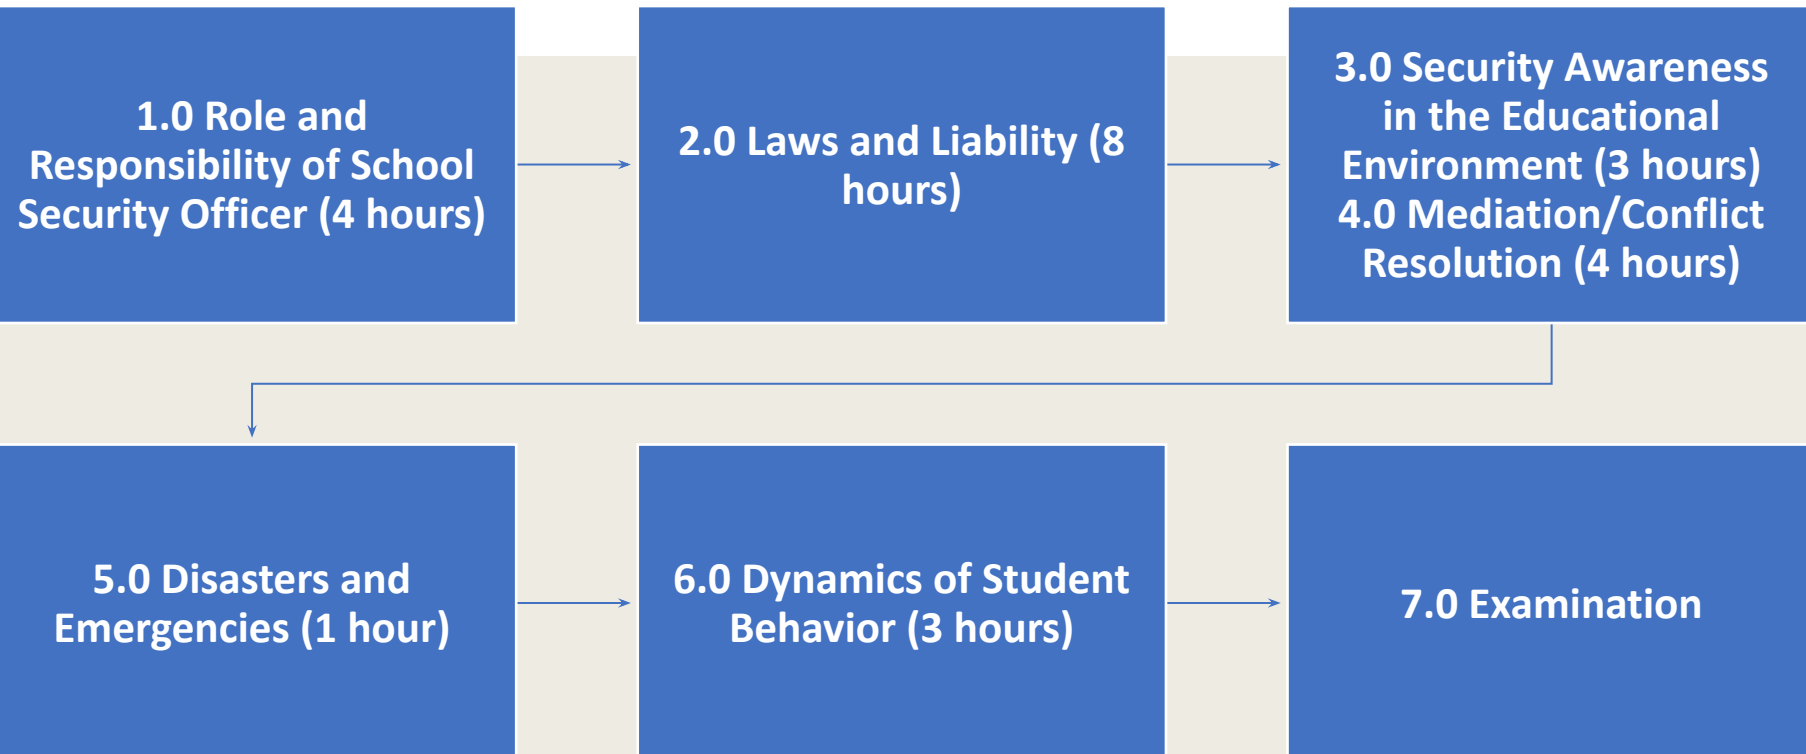 1.0 Role and
Responsibility of School
Security Officer (4 hours)
2.0 Laws and Liability (8
hours)
3.0 Security Awareness
in the Educational
Environment (3 hours)
4.0 Mediation/Conflict
Resolution (4 hours)
5.0 Disasters and
Emergencies (1 hour)
6.0 Dynamics of Student
Behavior (3 hours)
7.0 Examination